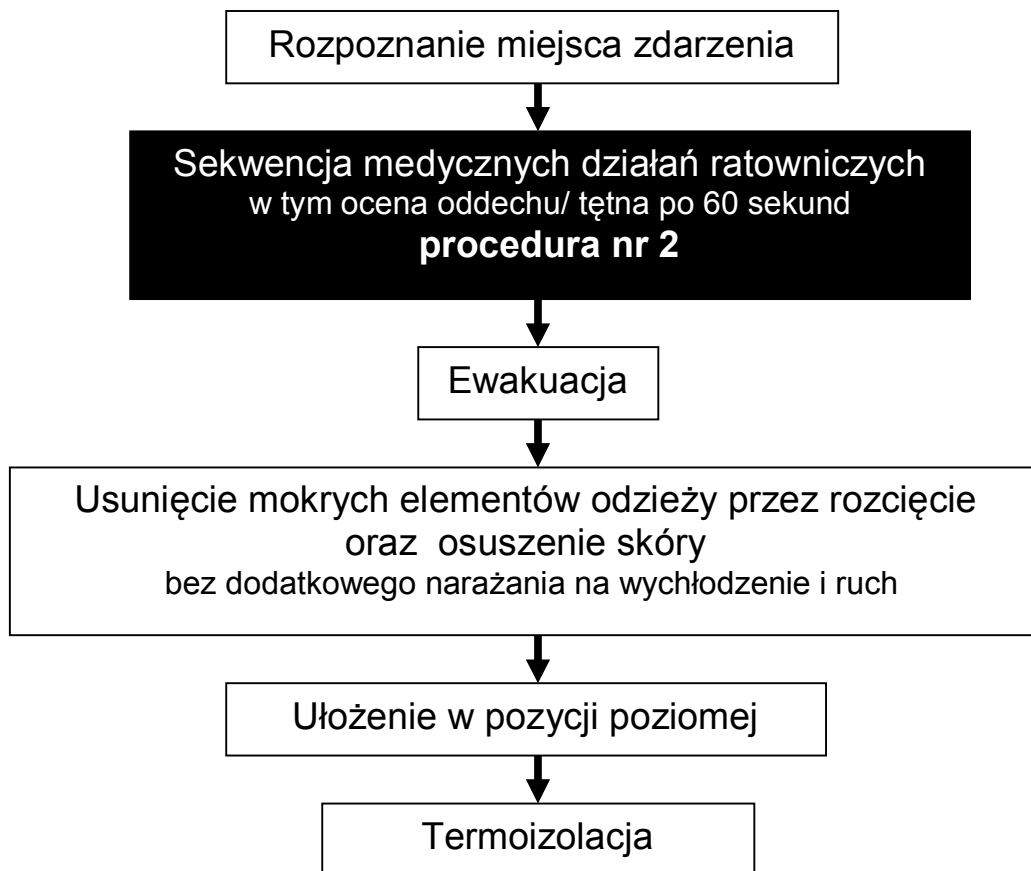 Rozpoznanie miejsca zdarzenia
Sekwencja medycznych działań ratowniczych
w tym ocena oddechu/ tętna po 60 sekund
procedura nr 2
Ewakuacja
Usunięcie mokrych elementów odzieży przez rozcięcie
oraz osuszenie skóry
bez dodatkowego narażania na wychłodzenie i ruch
Ułożenie w pozycji poziomej
Termoizolacja